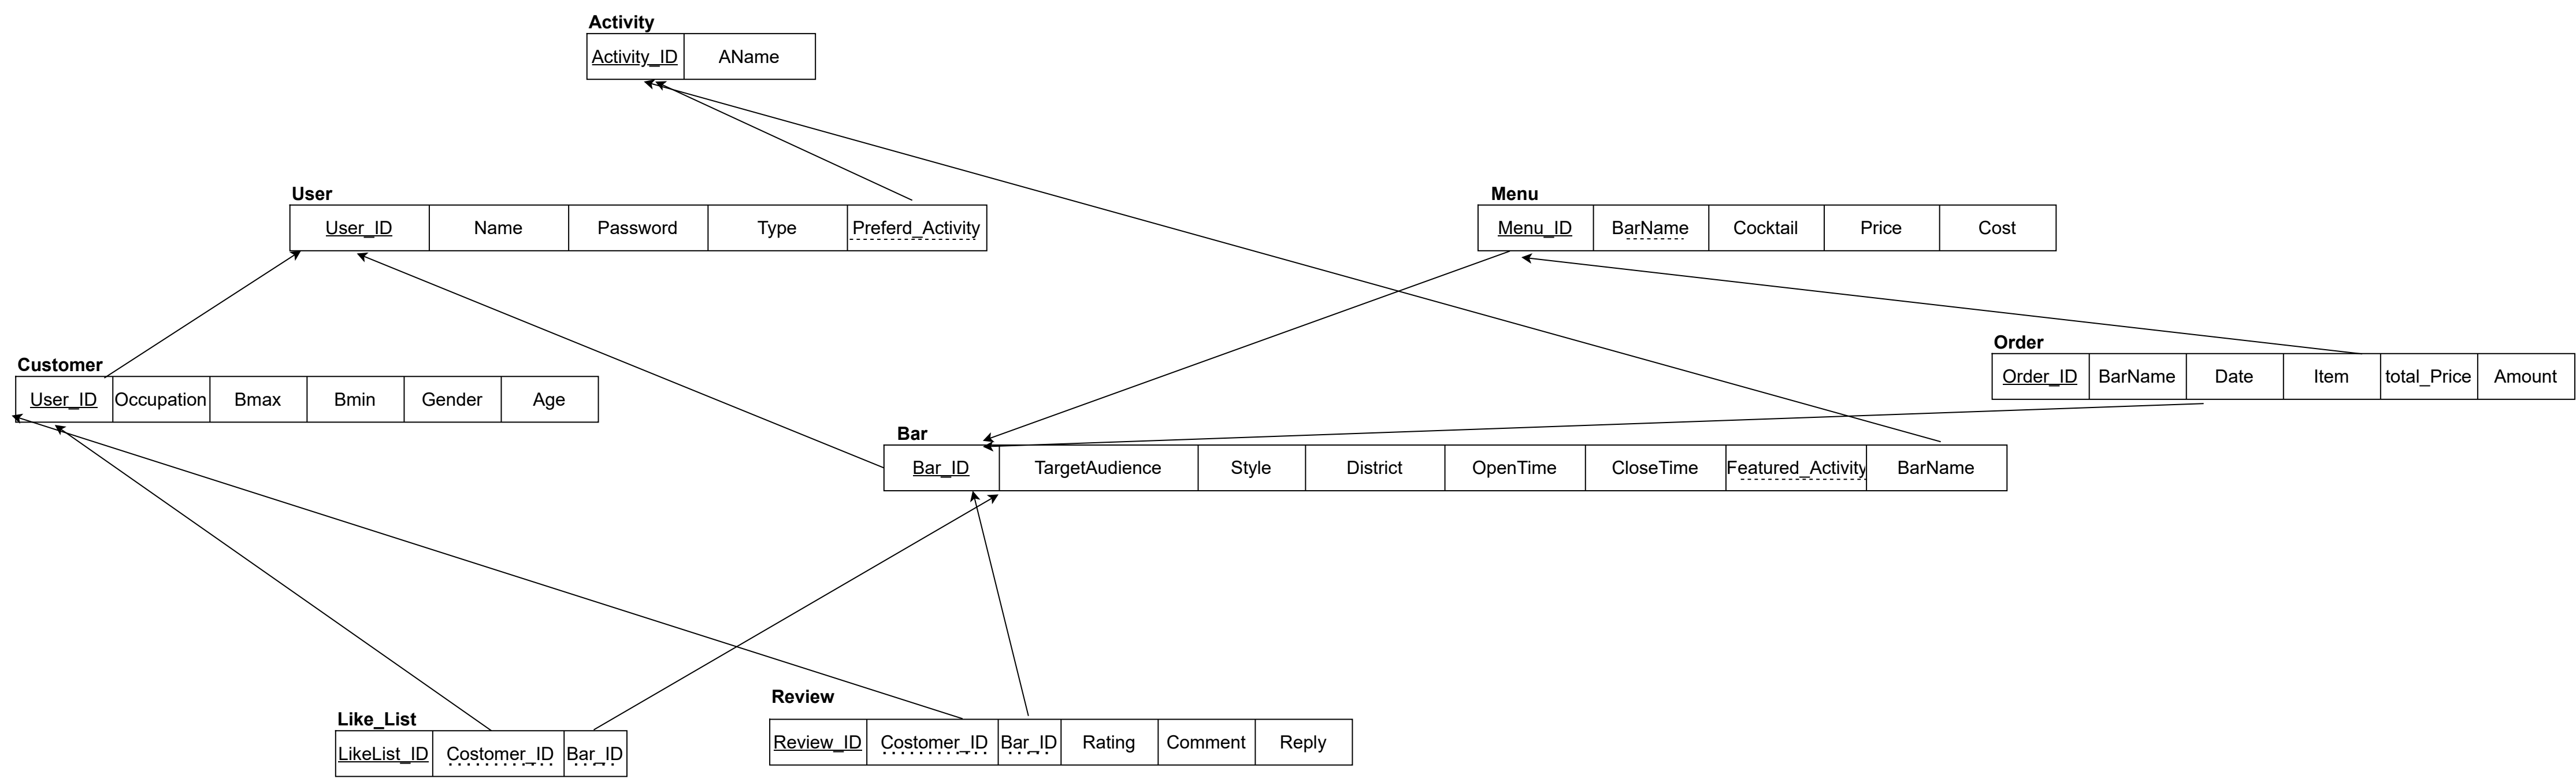 Activity
Activity_ID AName
User
User_ID Name Password Type Preferd_Activity
Menu
Menu_ID BarName Cocktail Price Cost
Order
Order_ID BarName Date Item total_Price Amount
Customer
User_ID Occupation Bmax Bmin Gender Age
Bar
Bar_ID TargetAudience Style District OpenTime CloseTime Featured_Activity BarName
Like_List
LikeList_ID Costomer_ID Bar_ID
Review
Review_ID Costomer_ID Bar_ID Rating Comment Reply